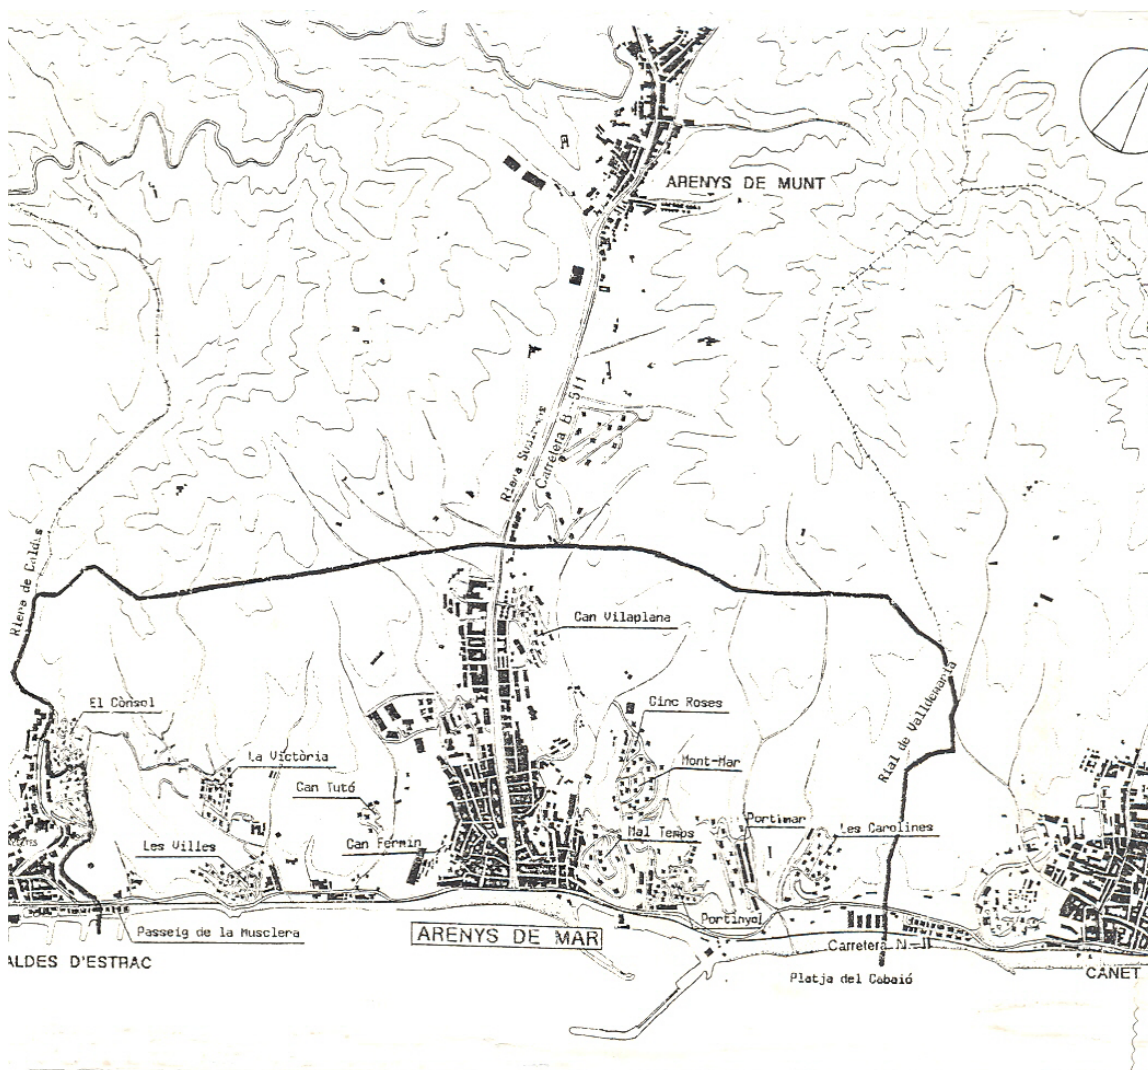 ARENYS DE MUNT
Carretera B-511
Riera de Caldes
Can Vilaplana
El Cònsol
Cinc Roses
Rial de Valldemaria
La Victòria
Mont-Mar
Can Tutó
Portimar
Mal Temps
Les Carolines
Les Villes
Can Fermin
Portinyol
Passeig de la Musclera
ARENYS DE MAR
Carretera N-II
ALDES D'ESTRAC
CANET
Platja del Cabaió